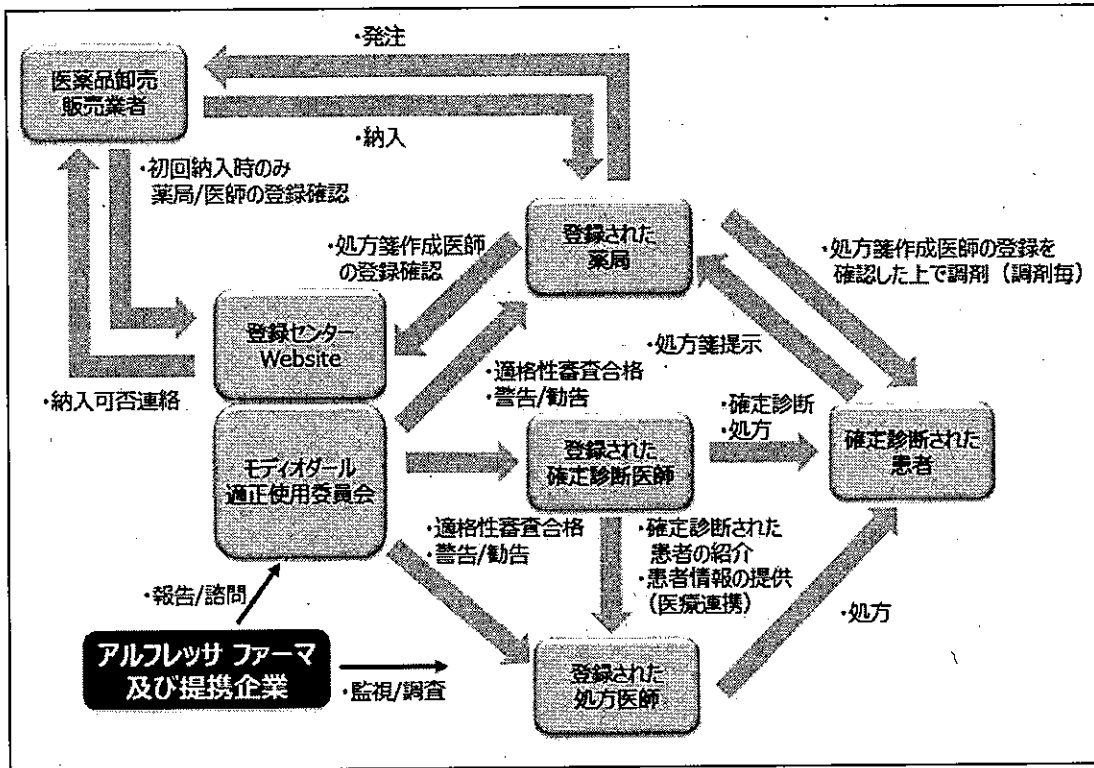 ・発注
医薬品卸売
販売業者
・納入
・初回納入時のみ
薬局/医師の登録確認
・処方箋作成医師
の登録確認
登録された
薬局
・処方箋作成医師の登録を
確認した上で調剤（調剤毎）
登録センター
Website
・処方箋提示
・納入可否連絡
・適格性審査合格
・警告/勧告
・確定診断
・処方
モディオダール
適正使用委員会
登録された
確定診断医師
確定診断された
患者
・適格性審査合格
・警告/勧告
・確定診断された
患者の紹介
・患者情報の提供
（医療連携）
・報告/諮問
・処方
アルフレッサ ファーマ
及び提携企業
・監視/調査
登録された
処方医師